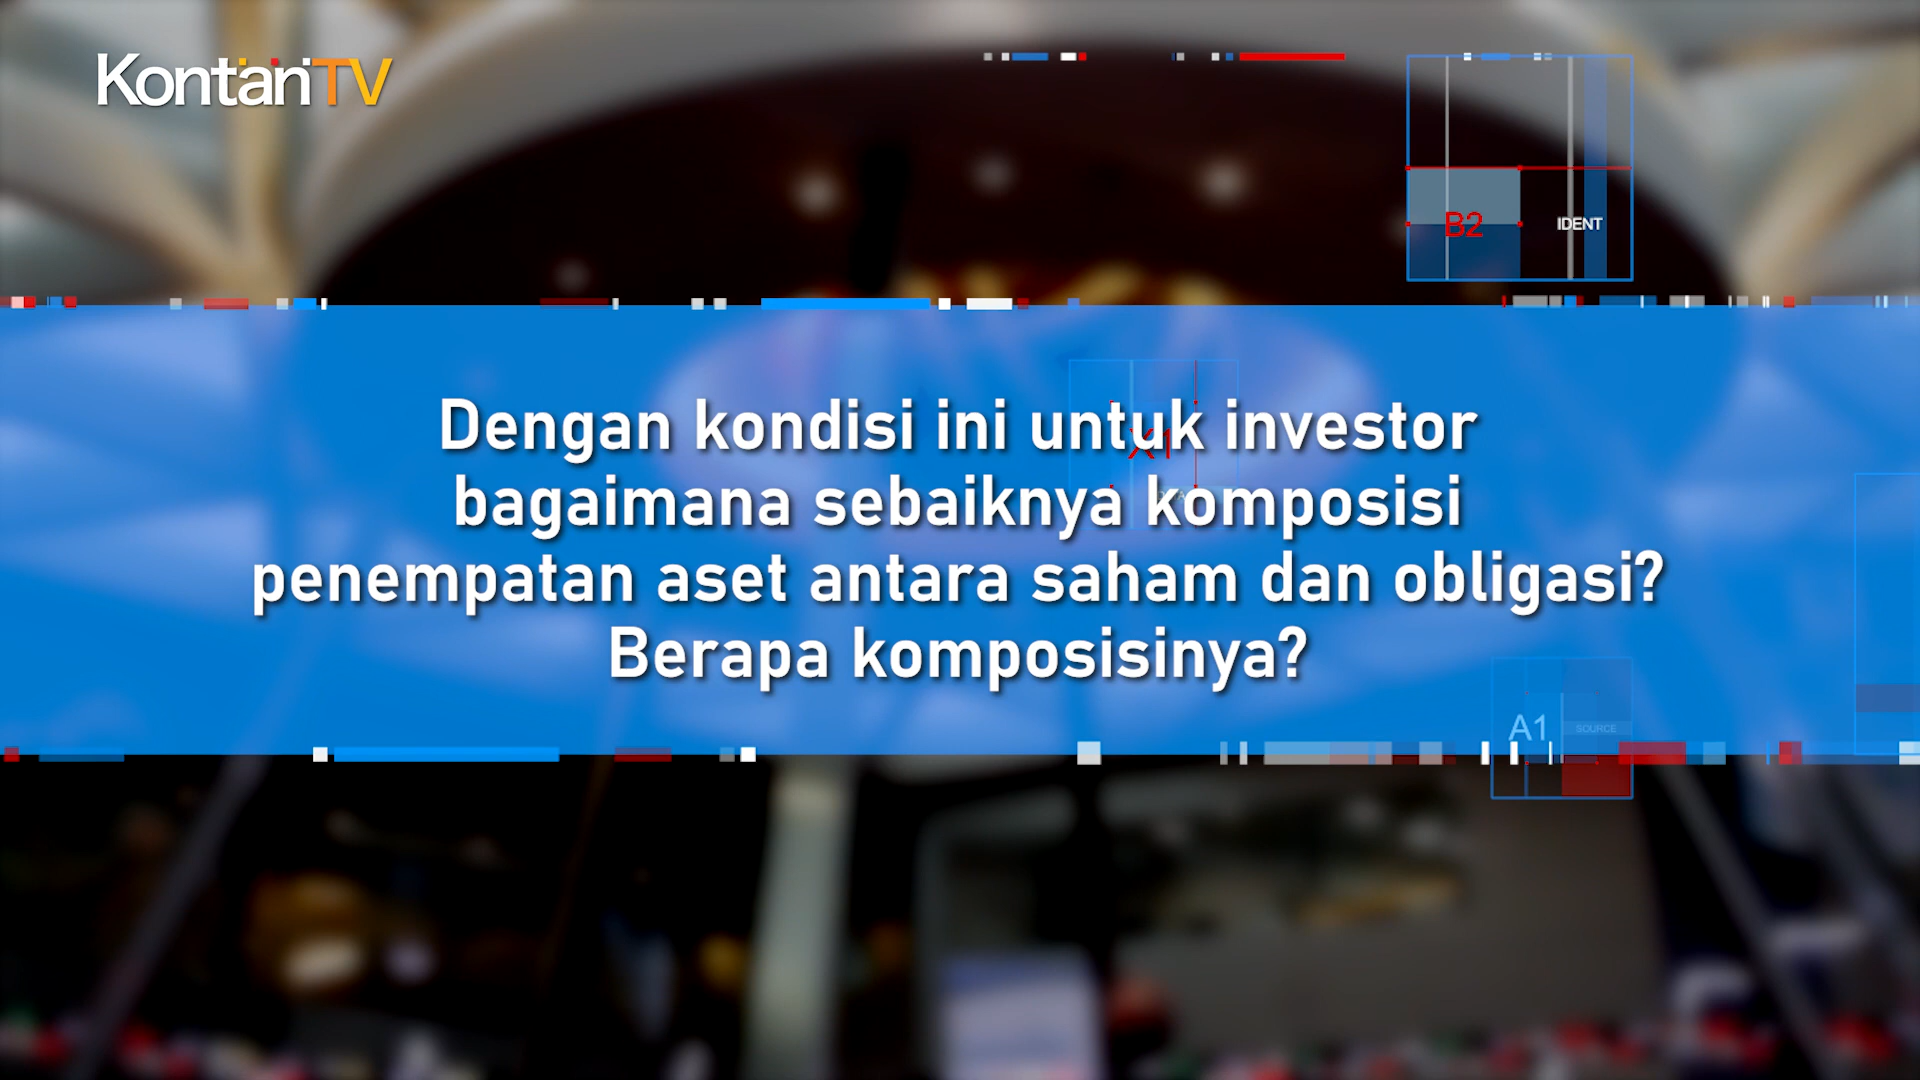 KontanTV
B2
IDENT
Dengan kondisi ini untuk investor
bagaimana sebaiknya komposisi
penempatan aset antara saham dan obligasi?
Berapa komposisinya?
X1
A1
SOURCE